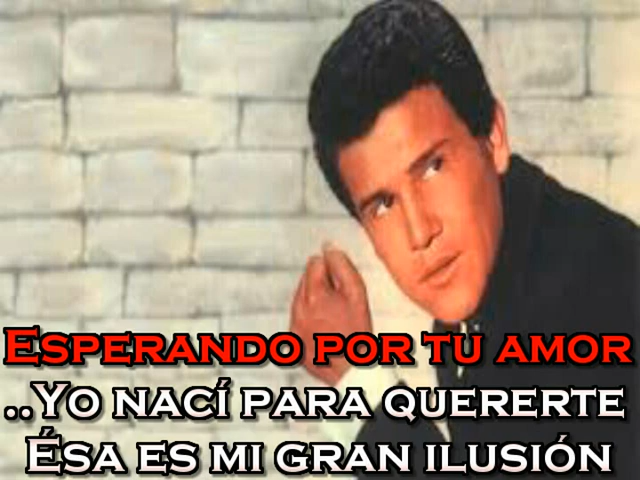 Esperando por tu amor
..Yo nací para quererte
Ésa es mi gran ilusión